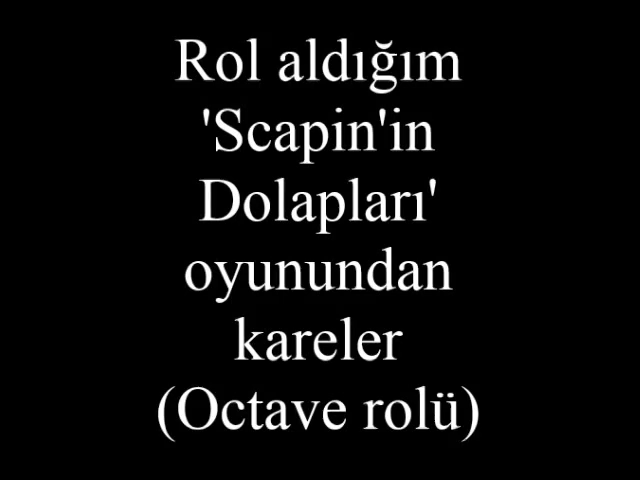 Rol aldığım
'Scapin'in
Dolapları'
oyunundan
kareler
(Octave rolü)